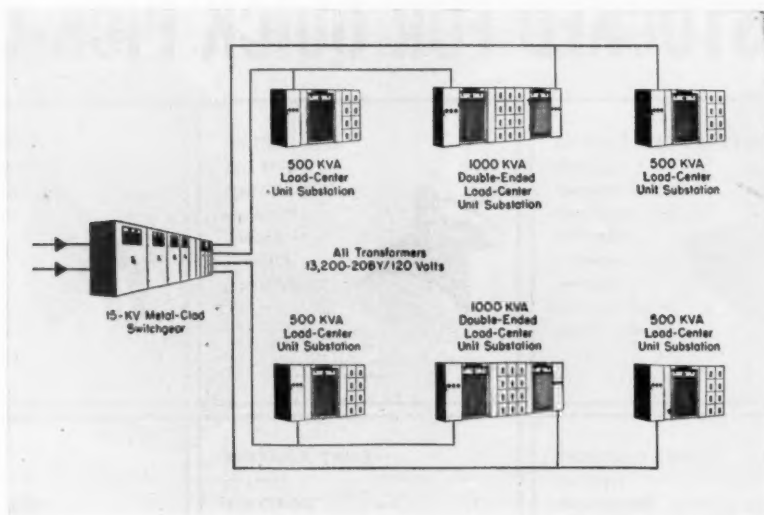 500 KVA
Load-Center
Unit Substation
1000 KVA
Double-Ended
Load-Center
Unit Substation
500 KVA
Load-Center
Unit Substation
All Transformers
13,200-208Y/120 Volts
15-KV Metal-Clad
Switchgear
500 KVA
Load-Center
Unit Substation
1000 KVA
Double-Ended
Load-Center
Unit Substation
500 KVA
Load-Center
Unit Substation